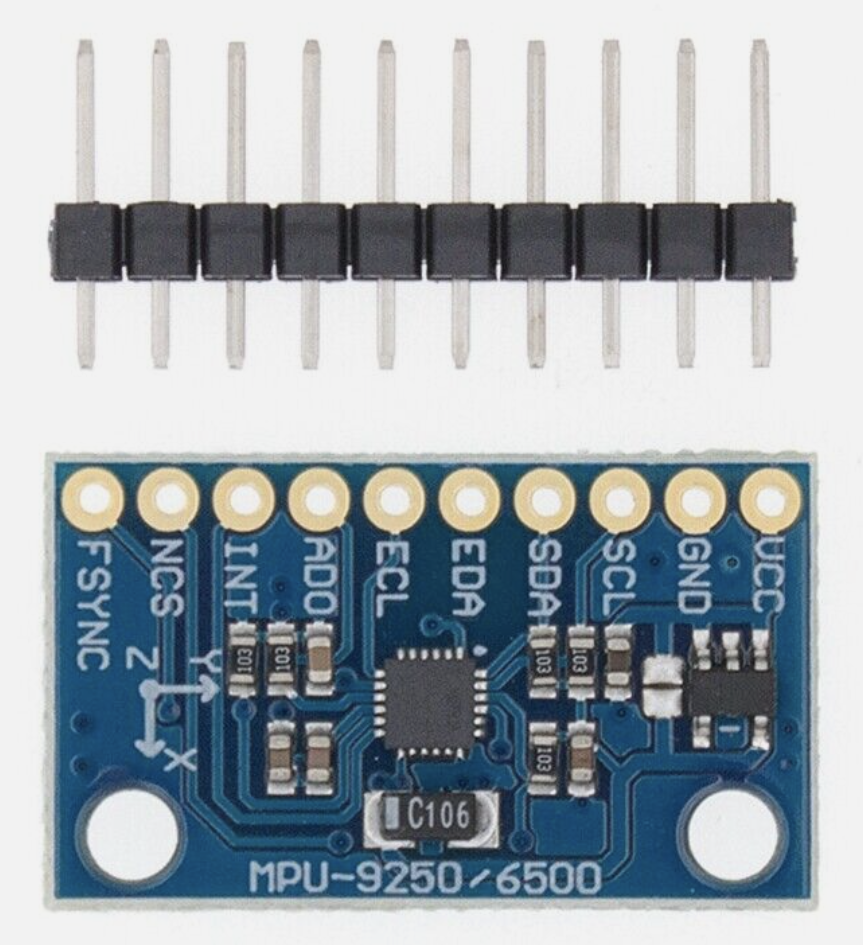 FSYNC
NCS
INT
ADO
ECL
EDA
SDA
SCL
GND
VCC
Z
Y
X
103
103
103
103
103
C106
MPU-9250/6500